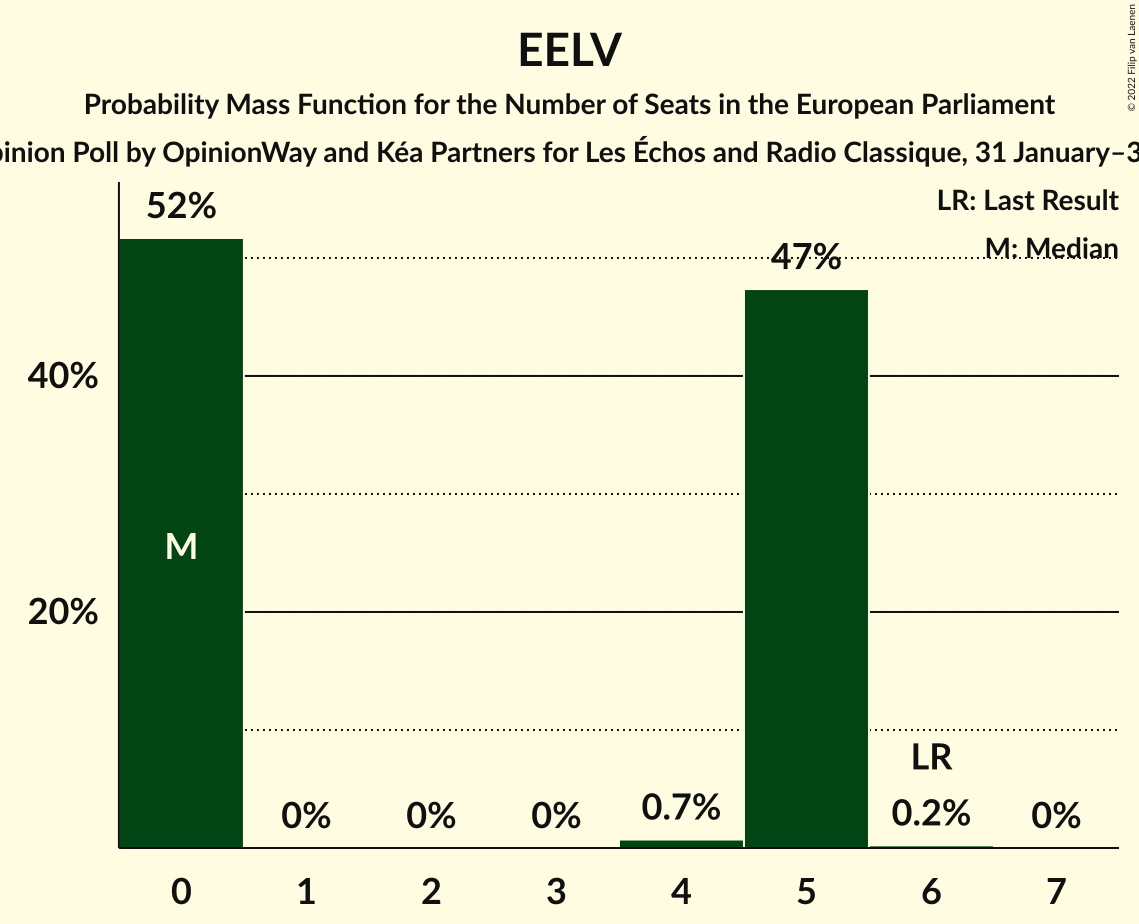 EELV
Probability Mass Function for the Number of Seats in the European Parliament
pinion Poll by OpinionWay and Kéa Partners for Les Échos and Radio Classique, 31 January–3
© 2022 Filip van Laenen
LR: Last Result
M: Median
52%
47%
40%
M
20%
LR
0% 0% 0% 0.7% 0.2% 0%
0 1 2 3 4 5 6 7